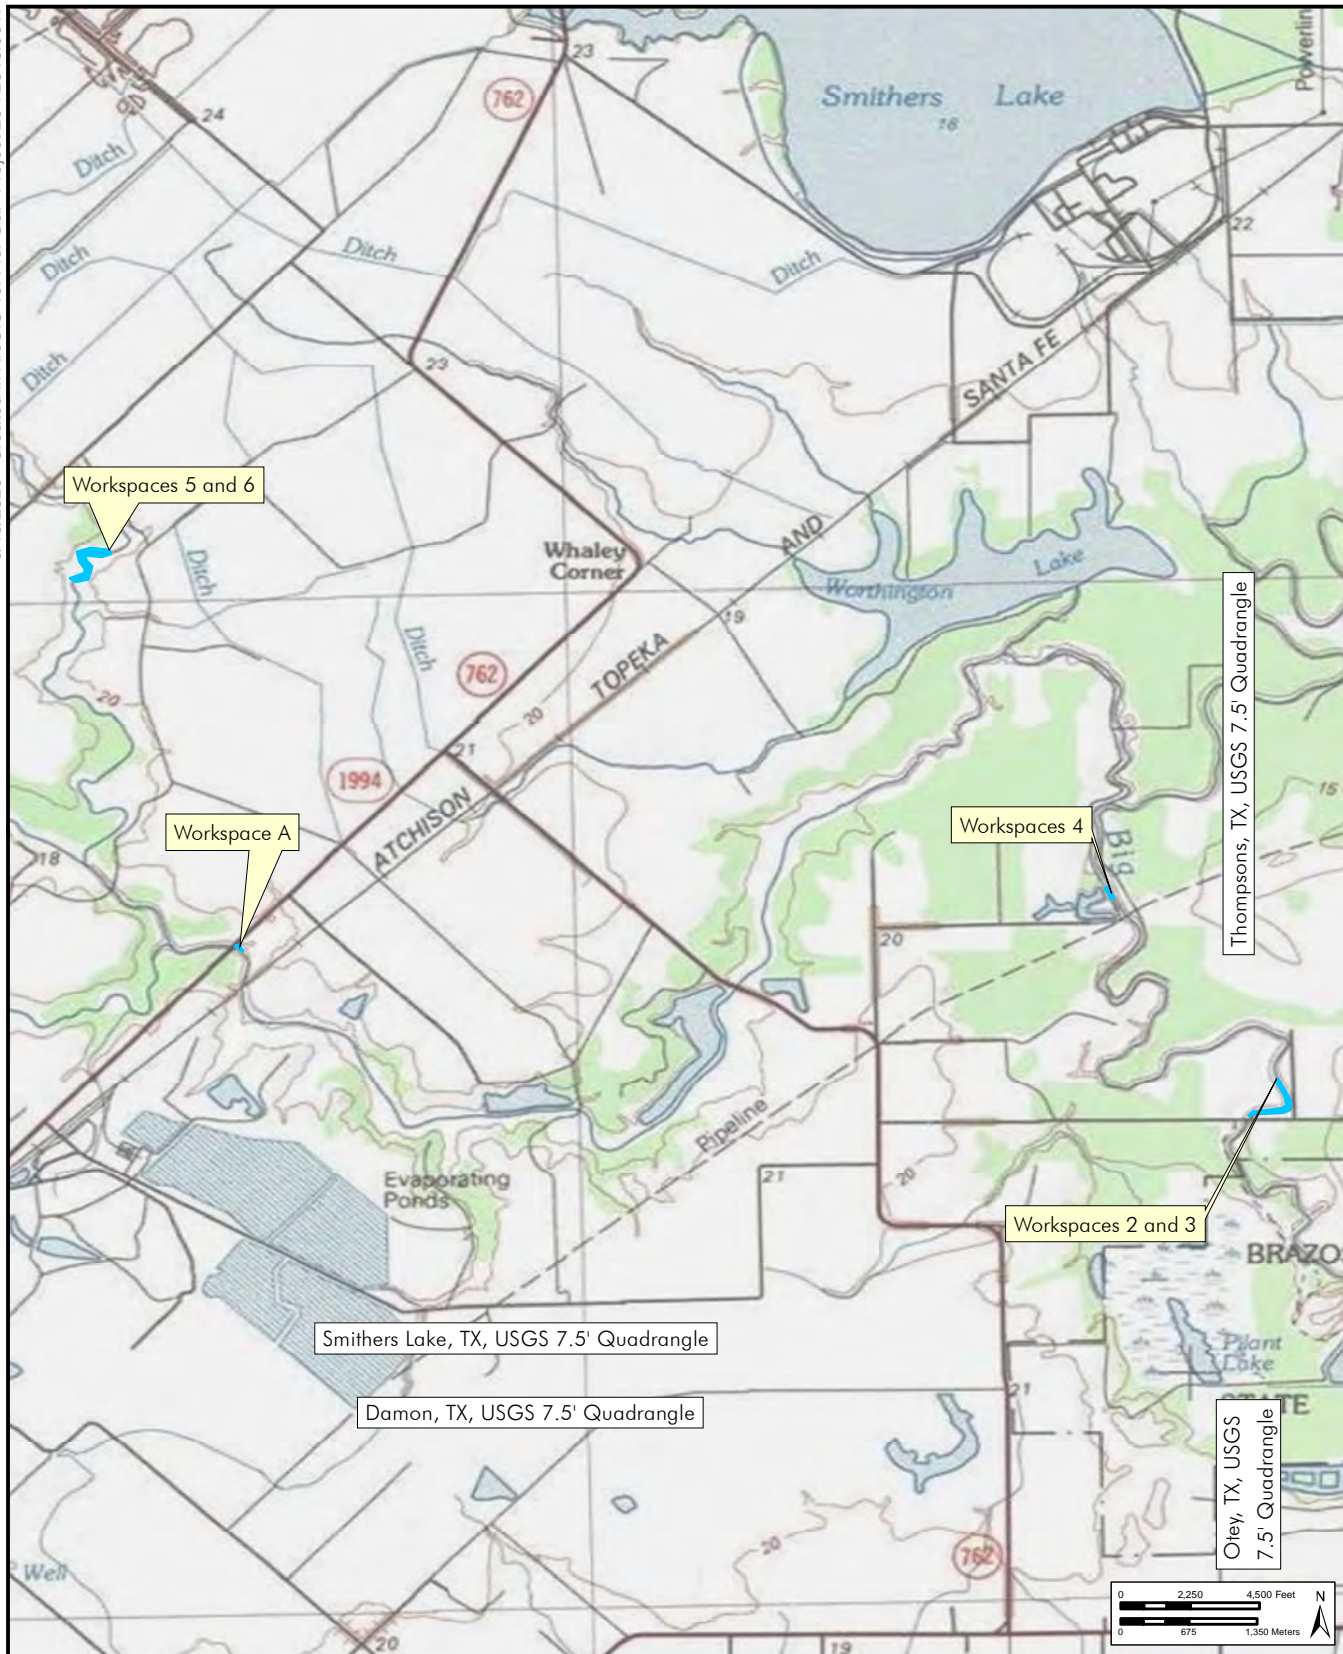 23
Powerlin
762
Smithers Lake
18
24
Ditch
22
Ditch
Ditch
Ditch
23
Ditch
SANTA FE
Workspaces 5 and 6
AND
Whaley
Corner
Ditch
Lake
Worthington
19
Ditch
TOPEKA
762
20
20
21
1994
15
Thompsons, TX, USGS 7.5' Quadrangle
ATCHISON
Workspaces 4
Big
Workspace A
18
20
Pipeline
Evaporating
Ponds
21
20
Workspaces 2 and 3
BRAZO
Smithers Lake, TX, USGS 7.5' Quadrangle
Pilant
Lake
21
STATE
Damon, TX, USGS 7.5' Quadrangle
Otey, TX, USGS
7.5' Quadrangle
20
762
Well
0 2,250 4,500 Feet
N
0 675 1,350 Meters
20
19